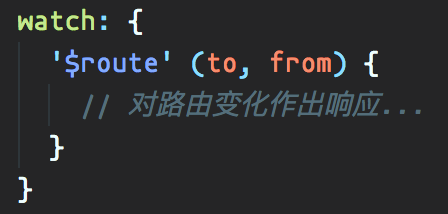 watch: {
  '$route' (to, from) {
    // 对路由变化作出响应...
  }
}